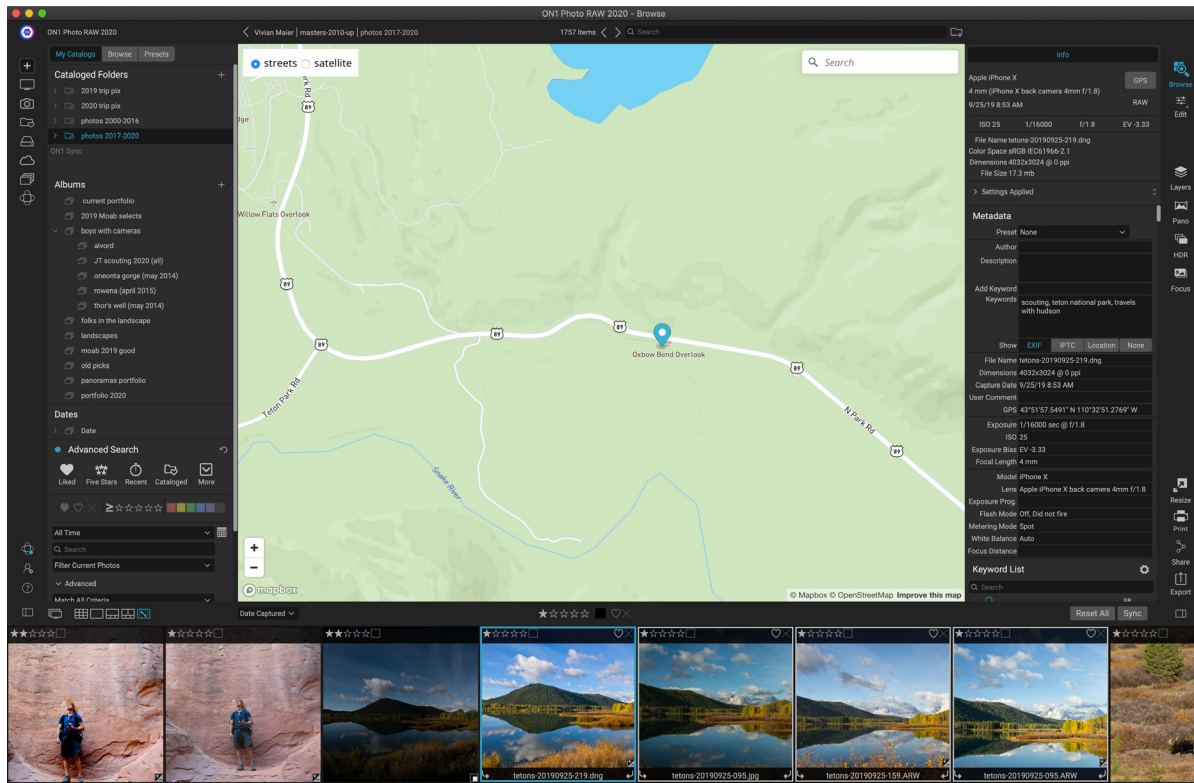 ON1 Photo RAW 2020 - Browse
ON1 Photo RAW 2020
Vivian Maier | masters-2010-up | photos 2017-2020
1757 Items
Search
My Catalogs Browse Presets
Cataloged Folders
2019 trip pix
2020 trip pix
photos 2000-2016
photos 2017-2020
ON1 Sync
Albums
current portfolio
2019 Moab selects
boys with cameras
alvord
JT scouting 2020 (all)
oneonta gorge (may 2014)
rowena (april 2015)
thor's well (may 2014)
folks in the landscape
landscapes
moab 2019 good
old picks
panoramas portfolio
portfolio 2020
Dates
Date
Advanced Search
Liked Five Stars Recent Cataloged More
All Time
Search
Filter Current Photos
Advanced
Match All Criteria
streets satellite
Search
rk Rd
89
dge
Willow Flats Overlook
89
89
89
89
Oxbow Bend Overlook
89
Teton Park Rd
N Park Rd
89
Snake River
+
−
mapbox
© Mapbox © OpenStreetMap Improve this map
Info
Apple iPhone X
GPS
4 mm (iPhone X back camera 4mm f/1.8)
9/25/19 8:53 AM
RAW
ISO 25 1/16000 f/1.8 EV -3.33
File Name tetons-20190925-219.dng
Color Space sRGB IEC61966-2.1
Dimensions 4032x3024 @ 0 ppi
File Size 17.3 mb
Settings Applied
Metadata
Preset None
Author
Description
Add Keyword
Keywords scouting, teton national park, travels with hudson
Show EXIF IPTC Location None
File Name tetons-20190925-219.dng
Dimensions 4032x3024 @ 0 ppi
Capture Date 9/25/19 8:53 AM
User Comment
GPS 43°51'57.5491" N 110°32'51.2769" W
Exposure 1/16000 sec @ f/1.8
ISO 25
Exposure Bias EV -3.33
Focal Length 4 mm
Model iPhone X
Lens Apple iPhone X back camera 4mm f/1.8
Exposure Prog.
Flash Mode Off, Did not fire
Metering Mode Spot
White Balance Auto
Focus Distance
Keyword List
Search
Browse
Edit
Layers
Pano
HDR
Focus
Resize
Print
Share
Export
Date Captured
Reset All Sync
tetons-20190925-219.dng
tetons-20190925-095.jpg
tetons-20190925-159.ARW
tetons-20190925-095.ARW